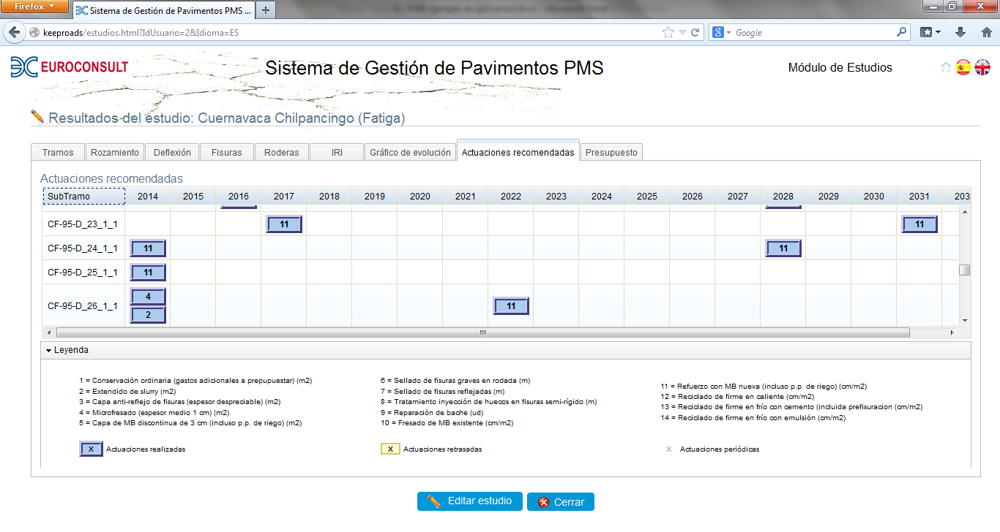 Firefox
Sistema de Gestión de Pavimentos PMS ...
keeproads/estudios.html?IdUsuario=2&Idioma=ES
Google
EUROCONSULT
Sistema de Gestión de Pavimentos PMS
Módulo de Estudios
Resultados del estudio: Cuernavaca Chilpancingo (Fatiga)
Tramos Rozamiento Deflexión Fisuras Roderas IRI Gráfico de evolución Actuaciones recomendadas Presupuesto
Actuaciones recomendadas
SubTramo 2014 2015 2016 2017 2018 2019 2020 2021 2022 2023 2024 2025 2026 2027 2028 2029 2030 2031
CF-95-D_23_1_1 11 11
CF-95-D_24_1_1 11 11
CF-95-D_25_1_1 11
4
CF-95-D_26_1_1 11
2
Leyenda
1 = Conservación ordinaria (gastos adicionales a prepupuestar) (m2)
2 = Extendido de slurry (m2)
3 = Capa anti-reflejo de fisuras (espesor despreciable) (m2)
4 = Microfresado (espesor medio 1 cm) (m2)
5 = Capa de MB discontinua de 3 cm (incluso p.p. de riego) (m2)
6 = Sellado de fisuras graves en rodada (m)
7 = Sellado de fisuras reflejadas (m)
8 = Tratamiento inyección de huecos en fisuras semi-rígido (m)
9 = Reparación de bache (ud)
10 = Fresado de MB existente (cm/m2)
11 = Refuerzo con MB nueva (incluso p.p. de riego) (cm/m2)
12 = Reciclado de firme en caliente (cm/m2)
13 = Reciclado de firme en frío con cemento (incluida prefisuracion (cm/m2)
14 = Reciclado de firme en frío con emulsión (cm/m2)
X Actuaciones realizadas
X Actuaciones retrasadas
X Actuaciones periódicas
Editar estudio Cerrar